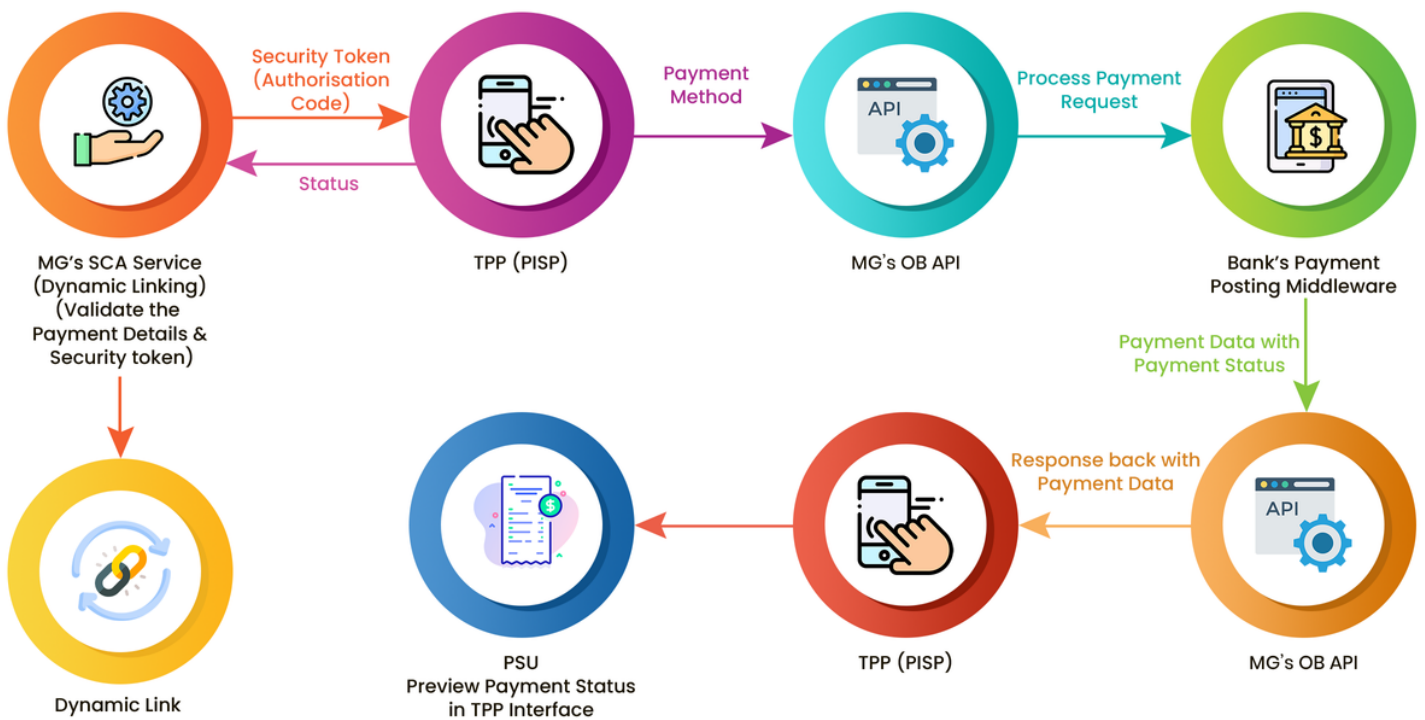 Security Token
(Authorisation
Code)
Status
Payment
Method
API
Process Payment
Request
$
MG's SCA Service
(Dynamic Linking)
(Validate the
Payment Details &
Security token)
TPP (PISP)
MG's OB API
Bank's Payment
Posting Middleware
Payment Data with
Payment Status
Response back with
Payment Data
$
API
Dynamic Link
PSU
Preview Payment Status
in TPP Interface
TPP (PISP)
MG's OB API